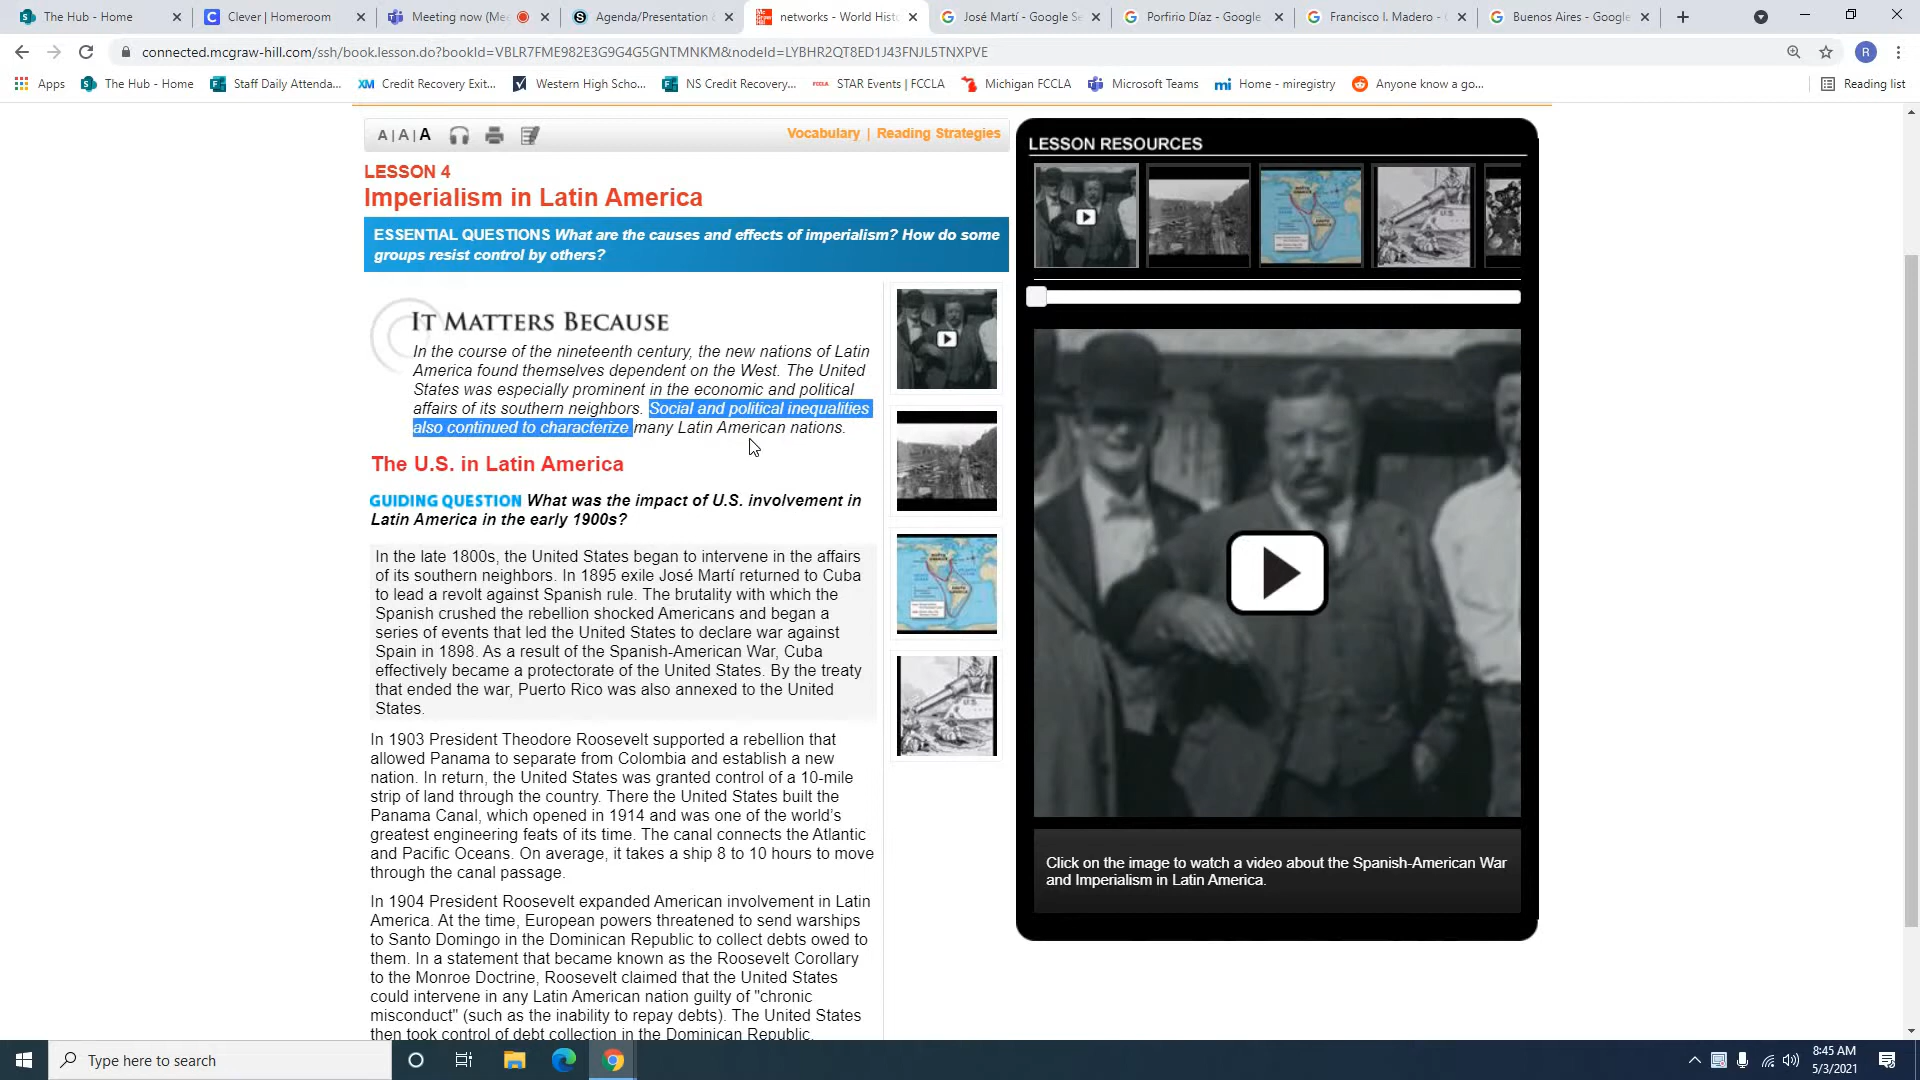 The Hub - Home
Clever | Homeroom
Meeting now (Me
Agenda/Presentation &
networks - World Hist
José Martí - Google Se
Porfirio Díaz - Google
Francisco I. Madero -
Buenos Aires - Google
connected.mcgraw-hill.com/ssh/book.lesson.do?bookId=VBLR7FME982E3G9G4G5GNTMNKM&nodeId=LYBHR2QT8ED1J43FNJL5TNXPVE
R
Apps
The Hub - Home
Staff Daily Attenda...
XM Credit Recovery Exit...
Western High Scho...
NS Credit Recovery...
FCCLA STAR Events | FCCLA
Michigan FCCLA
Microsoft Teams
mi Home - miregistry
Anyone know a go...
Reading list
A | A | A
Vocabulary | Reading Strategies
LESSON 4
Imperialism in Latin America
ESSENTIAL QUESTIONS What are the causes and effects of imperialism? How do some
groups resist control by others?
IT MATTERS BECAUSE
In the course of the nineteenth century, the new nations of Latin
America found themselves dependent on the West. The United
States was especially prominent in the economic and political
affairs of its southern neighbors. Social and political inequalities
also continued to characterize many Latin American nations.
The U.S. in Latin America
GUIDING QUESTION What was the impact of U.S. involvement in
Latin America in the early 1900s?
In the late 1800s, the United States began to intervene in the affairs
of its southern neighbors. In 1895 exile José Martí returned to Cuba
to lead a revolt against Spanish rule. The brutality with which the
Spanish crushed the rebellion shocked Americans and began a
series of events that led the United States to declare war against
Spain in 1898. As a result of the Spanish-American War, Cuba
effectively became a protectorate of the United States. By the treaty
that ended the war, Puerto Rico was also annexed to the United
States.
In 1903 President Theodore Roosevelt supported a rebellion that
allowed Panama to separate from Colombia and establish a new
nation. In return, the United States was granted control of a 10-mile
strip of land through the country. There the United States built the
Panama Canal, which opened in 1914 and was one of the world's
greatest engineering feats of its time. The canal connects the Atlantic
and Pacific Oceans. On average, it takes a ship 8 to 10 hours to move
through the canal passage.
In 1904 President Roosevelt expanded American involvement in Latin
America. At the time, European powers threatened to send warships
to Santo Domingo in the Dominican Republic to collect debts owed to
them. In a statement that became known as the Roosevelt Corollary
to the Monroe Doctrine, Roosevelt claimed that the United States
could intervene in any Latin American nation guilty of "chronic
misconduct" (such as the inability to repay debts). The United States
then took control of debt collection in the Dominican Republic.
LESSON RESOURCES
Click on the image to watch a video about the Spanish-American War
and Imperialism in Latin America.
Type here to search
8:45 AM
5/3/2021